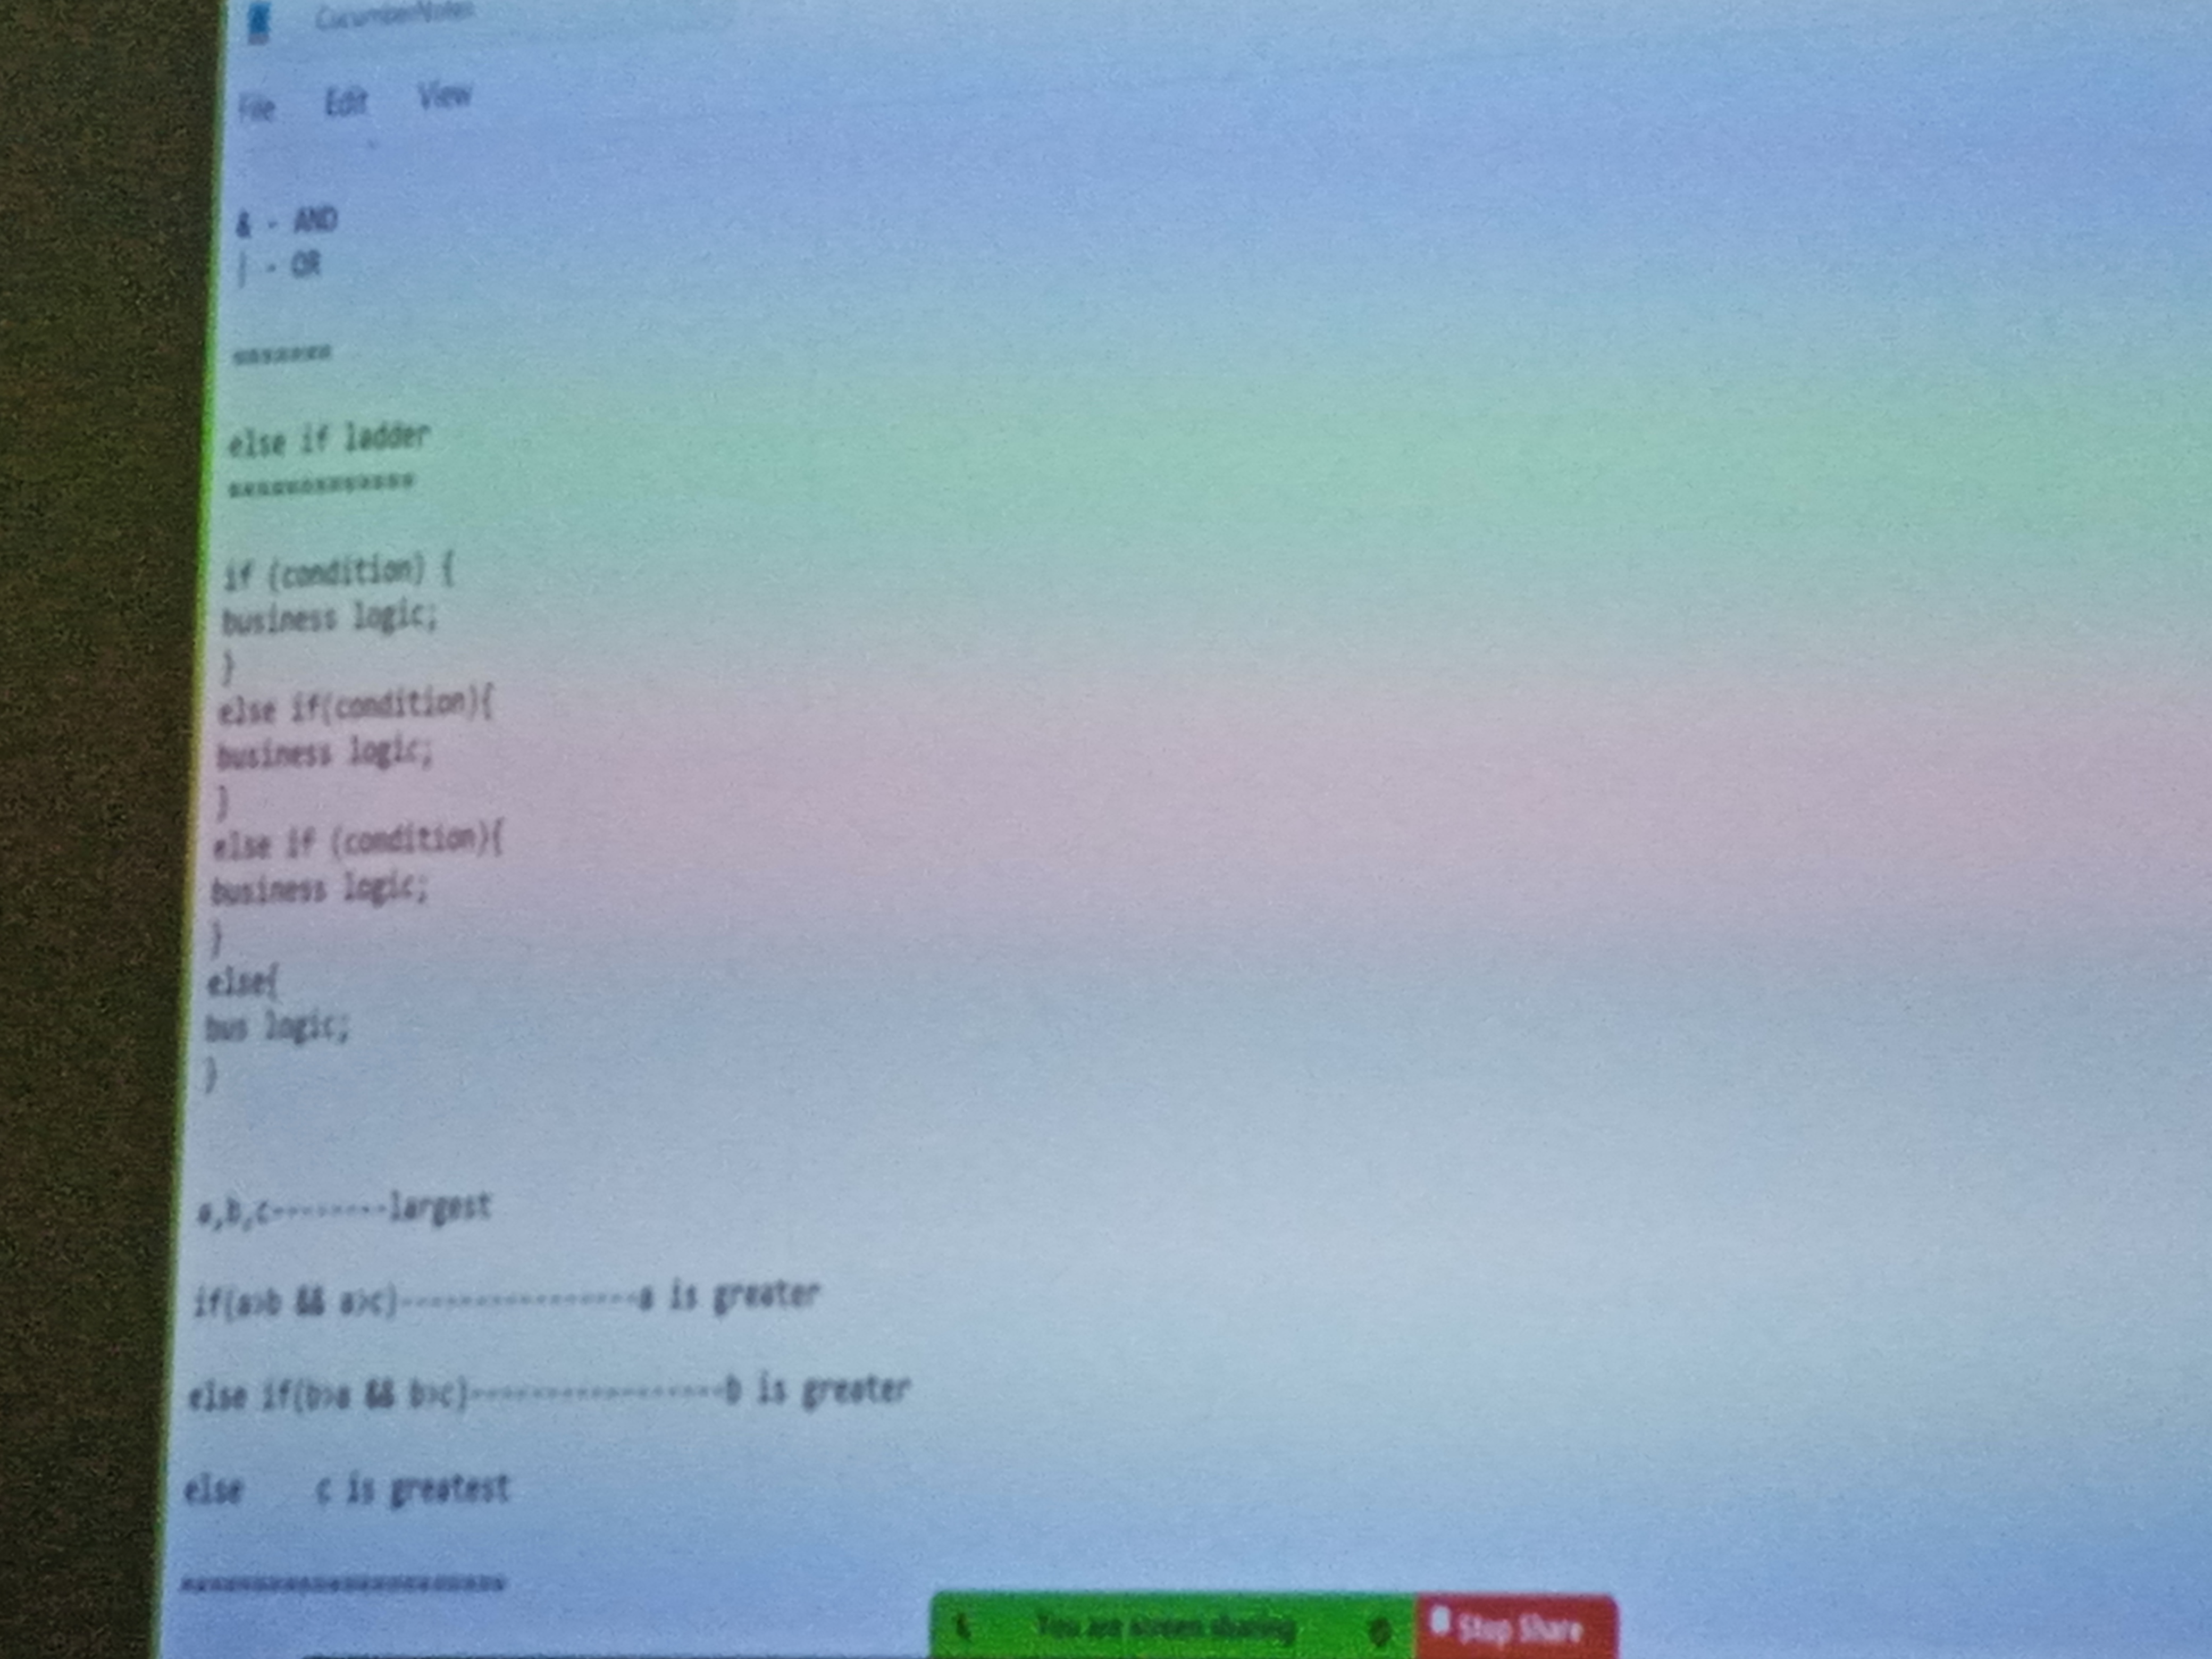 CucumberNotes
File Edit View
& - AND
| - OR
=======
else if ladder
=============
if (condition) {
business logic;
}
else if(condition){
business logic;
}
else if (condition){
business logic;
}
else{
bus logic;
}
a,b,c--------largest
if(a>b && a>c)----------------a is greater
else if(b>a && b>c)-----------------b is greater
else    c is greatest
=======================
You are screen sharing Stop Share